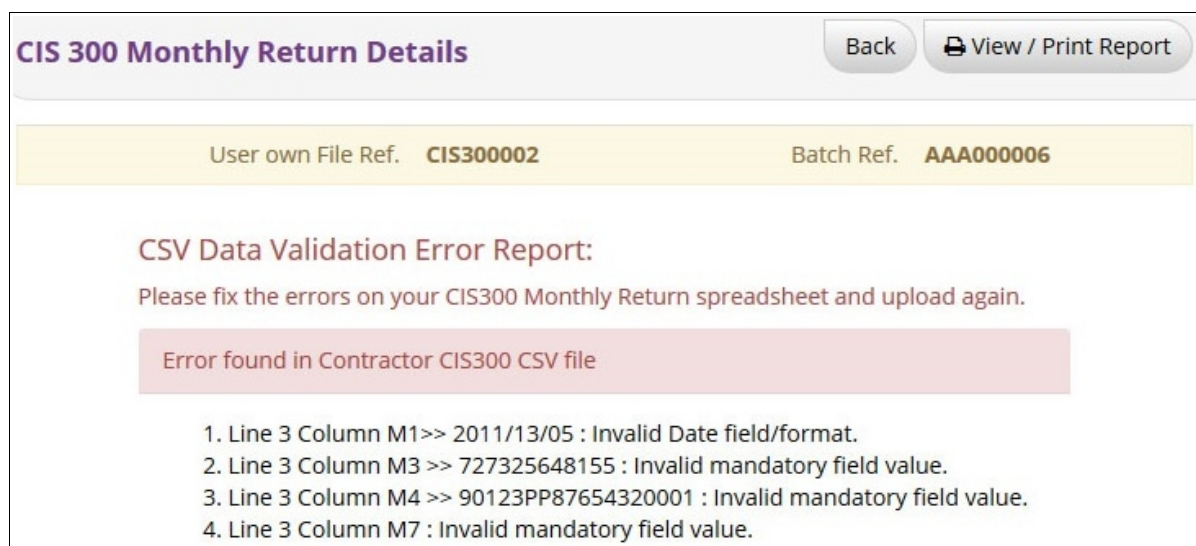 CIS 300 Monthly Return Details
Back
View / Print Report
User own File Ref. CIS300002 Batch Ref. AAA000006
CSV Data Validation Error Report:
Please fix the errors on your CIS300 Monthly Return spreadsheet and upload again.
Error found in Contractor CIS300 CSV file
1. Line 3 Column M1>> 2011/13/05 : Invalid Date field/format.
2. Line 3 Column M3 >> 727325648155 : Invalid mandatory field value.
3. Line 3 Column M4 >> 90123PP87654320001 : Invalid mandatory field value.
4. Line 3 Column M7 : Invalid mandatory field value.